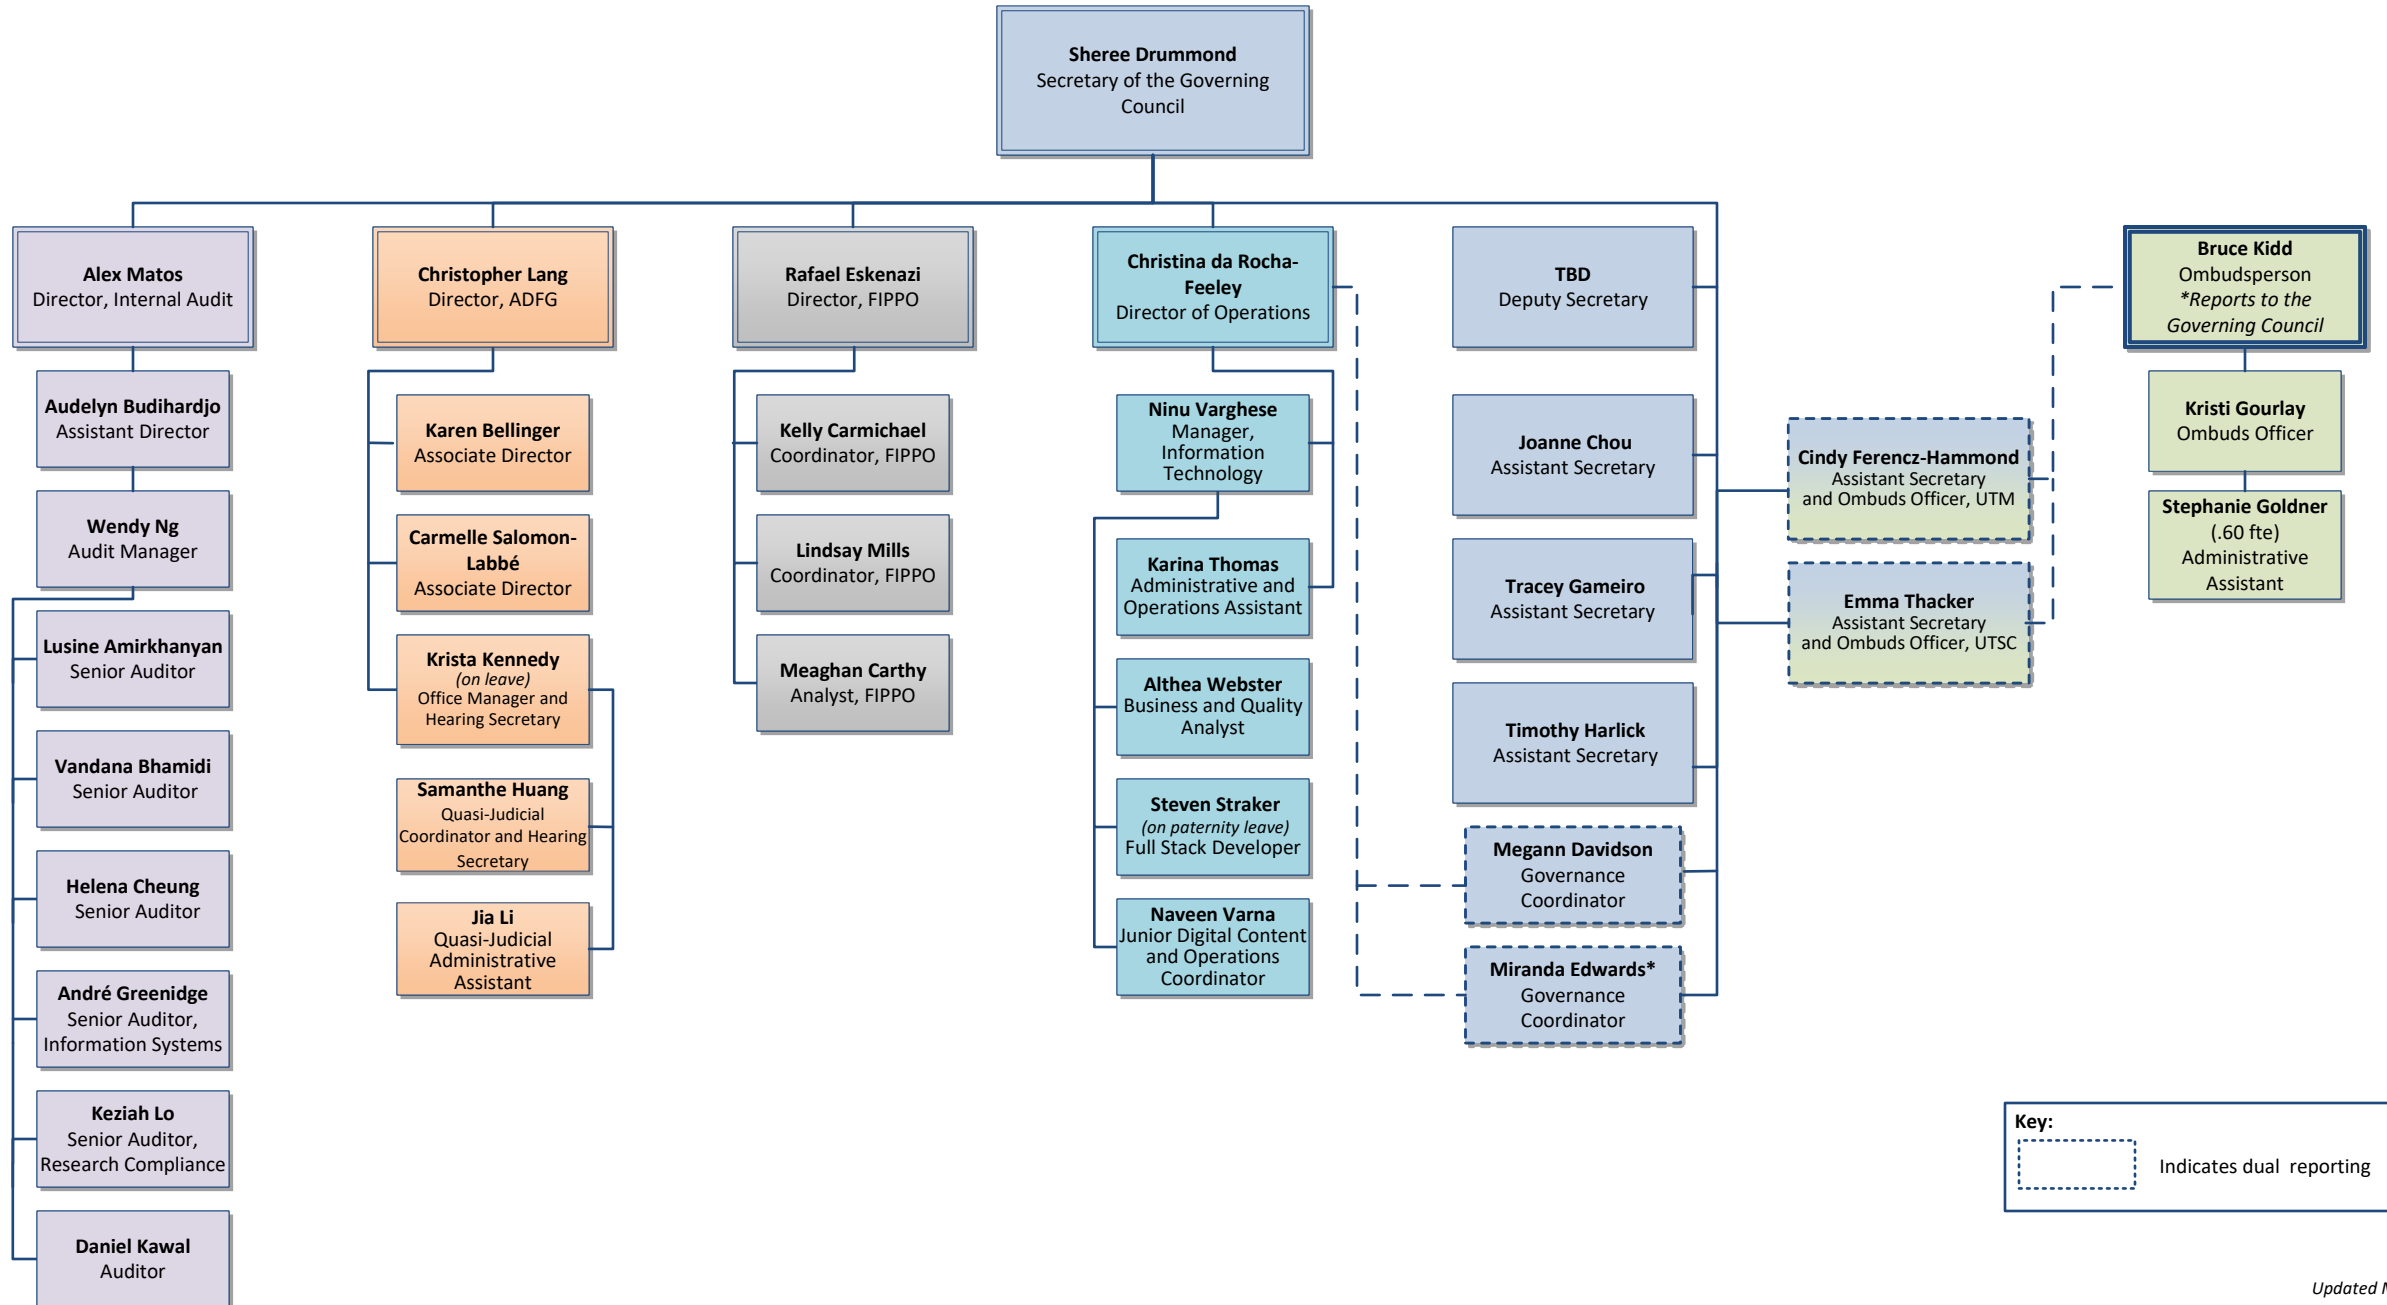 Sheree Drummond
Secretary of the Governing
Council
Alex Matos
Director, Internal Audit
Christopher Lang
Director, ADFG
Rafael Eskenazi
Director, FIPPO
Christina da Rocha-
Feeley
Director of Operations
TBD
Deputy Secretary
Bruce Kidd
Ombudsperson
*Reports to the
Governing Council
Audelyn Budihardjo
Assistant Director
Wendy Ng
Audit Manager
Lusine Amirkhanyan
Senior Auditor
Vandana Bhamidi
Senior Auditor
Helena Cheung
Senior Auditor
André Greenidge
Senior Auditor,
Information Systems
Keziah Lo
Senior Auditor,
Research Compliance
Daniel Kawal
Auditor
Karen Bellinger
Associate Director
Carmelle Salomon-
Labbé
Associate Director
Krista Kennedy
(on leave)
Office Manager and
Hearing Secretary
Samanthe Huang
Quasi-Judicial
Coordinator and Hearing
Secretary
Jia Li
Quasi-Judicial
Administrative
Assistant
Kelly Carmichael
Coordinator, FIPPO
Lindsay Mills
Coordinator, FIPPO
Meaghan Carthy
Analyst, FIPPO
Ninu Varghese
Manager,
Information
Technology
Karina Thomas
Administrative and
Operations Assistant
Althea Webster
Business and Quality
Analyst
Steven Straker
(on paternity leave)
Full Stack Developer
Naveen Varna
Junior Digital Content
and Operations
Coordinator
Joanne Chou
Assistant Secretary
Tracey Gameiro
Assistant Secretary
Timothy Harlick
Assistant Secretary
Megann Davidson
Governance
Coordinator
Miranda Edwards*
Governance
Coordinator
Cindy Ferencz-Hammond
Assistant Secretary
and Ombuds Officer, UTM
Emma Thacker
Assistant Secretary
and Ombuds Officer, UTSC
Kristi Gourlay
Ombuds Officer
Stephanie Goldner
(.60 fte)
Administrative
Assistant
Key:
Indicates dual reporting
Updated